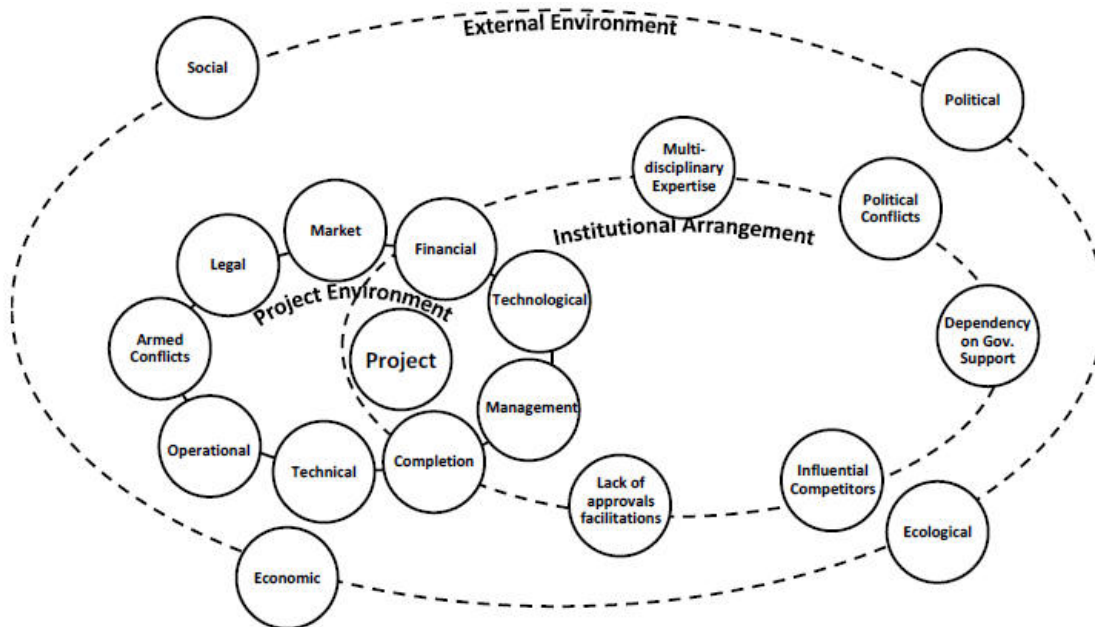 External Environment
Social
Political
Multi-
disciplinary
Expertise
Political
Conflicts
Institutional Arrangement
Market
Financial
Legal
Technological
Project Environment
Armed
Conflicts
Project
Dependency
on Gov.
Support
Management
Operational
Technical
Completion
Lack of
approvals
facilitations
Influential
Competitors
Ecological
Economic